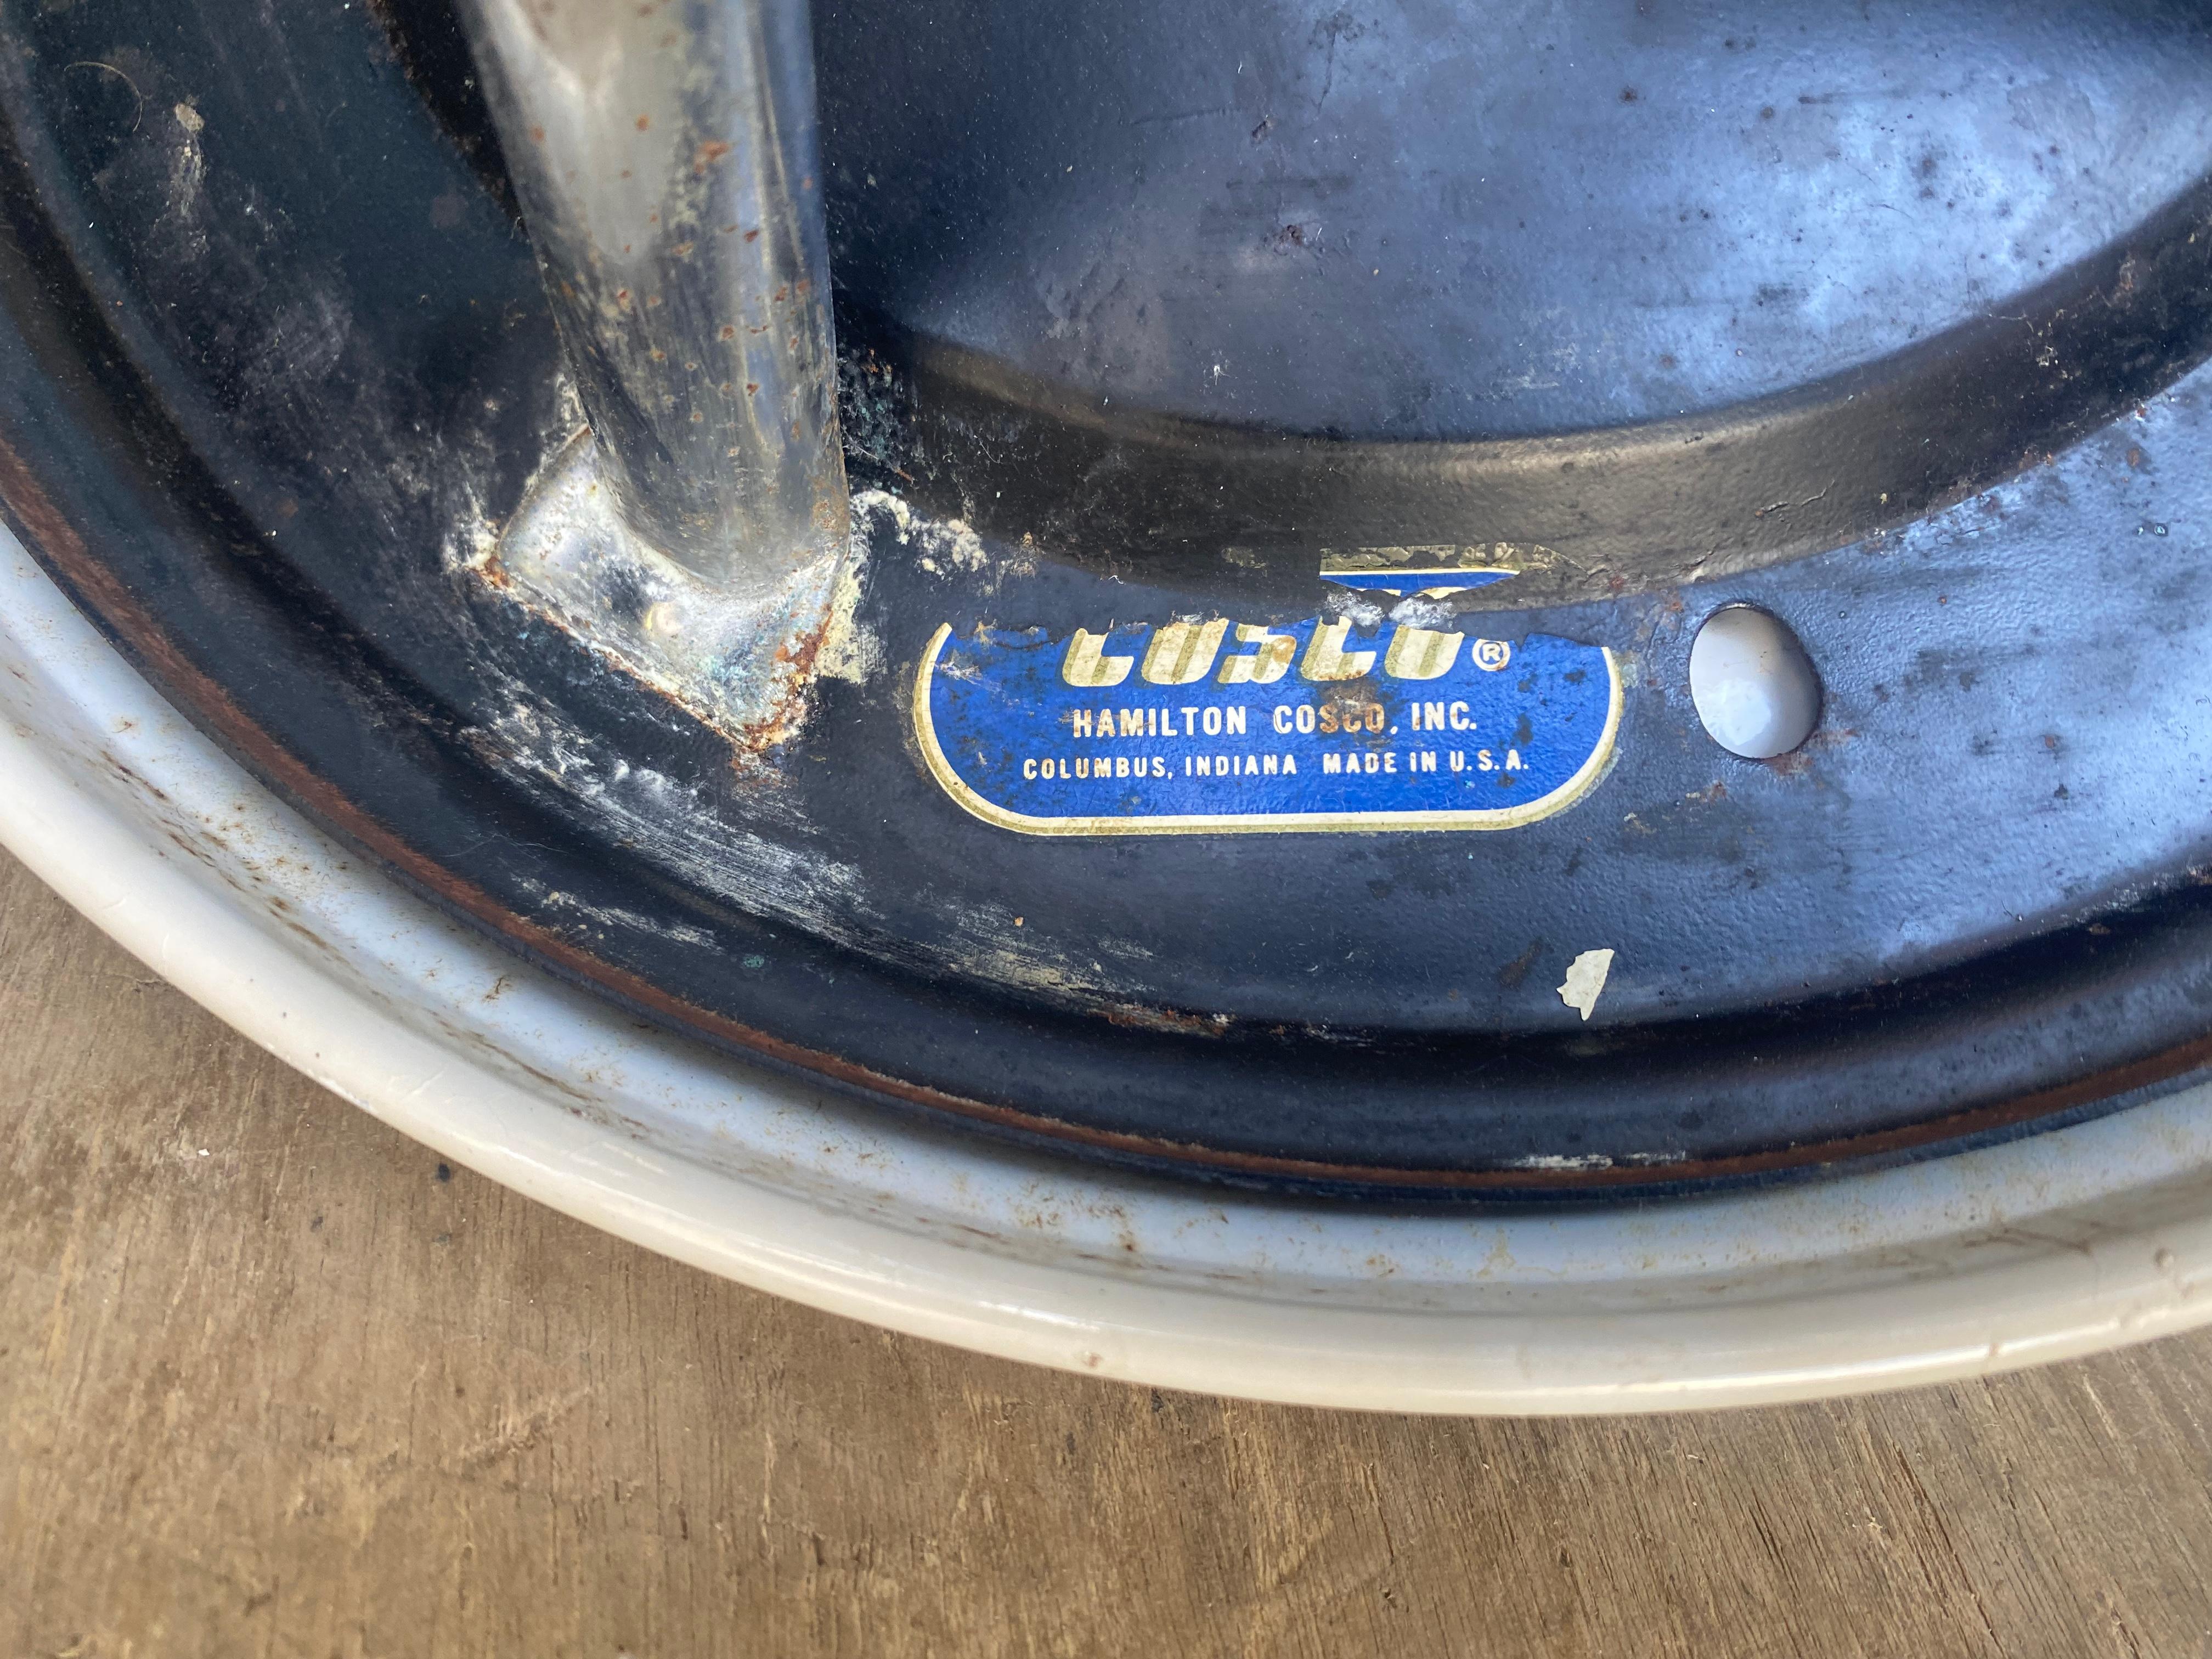 COSCO®
HAMILTON COSCO, INC.
COLUMBUS, INDIANA MADE IN U.S.A.